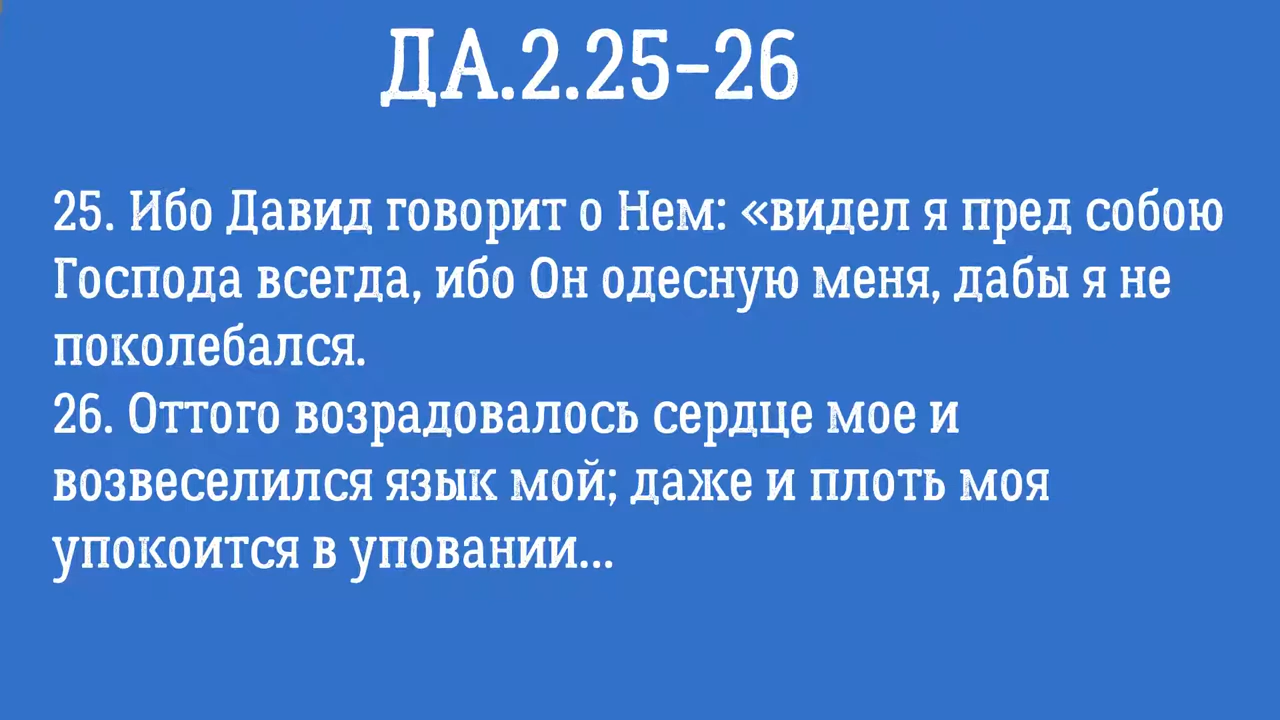 ДА.2.25-26
25. Ибо Давид говорит о Нем: «видел я пред собою
Господа всегда, ибо Он одесную меня, дабы я не
поколебался.
26. Оттого возрадовалось сердце мое и
возвеселился язык мой; даже и плоть моя
упокоится в уповании...